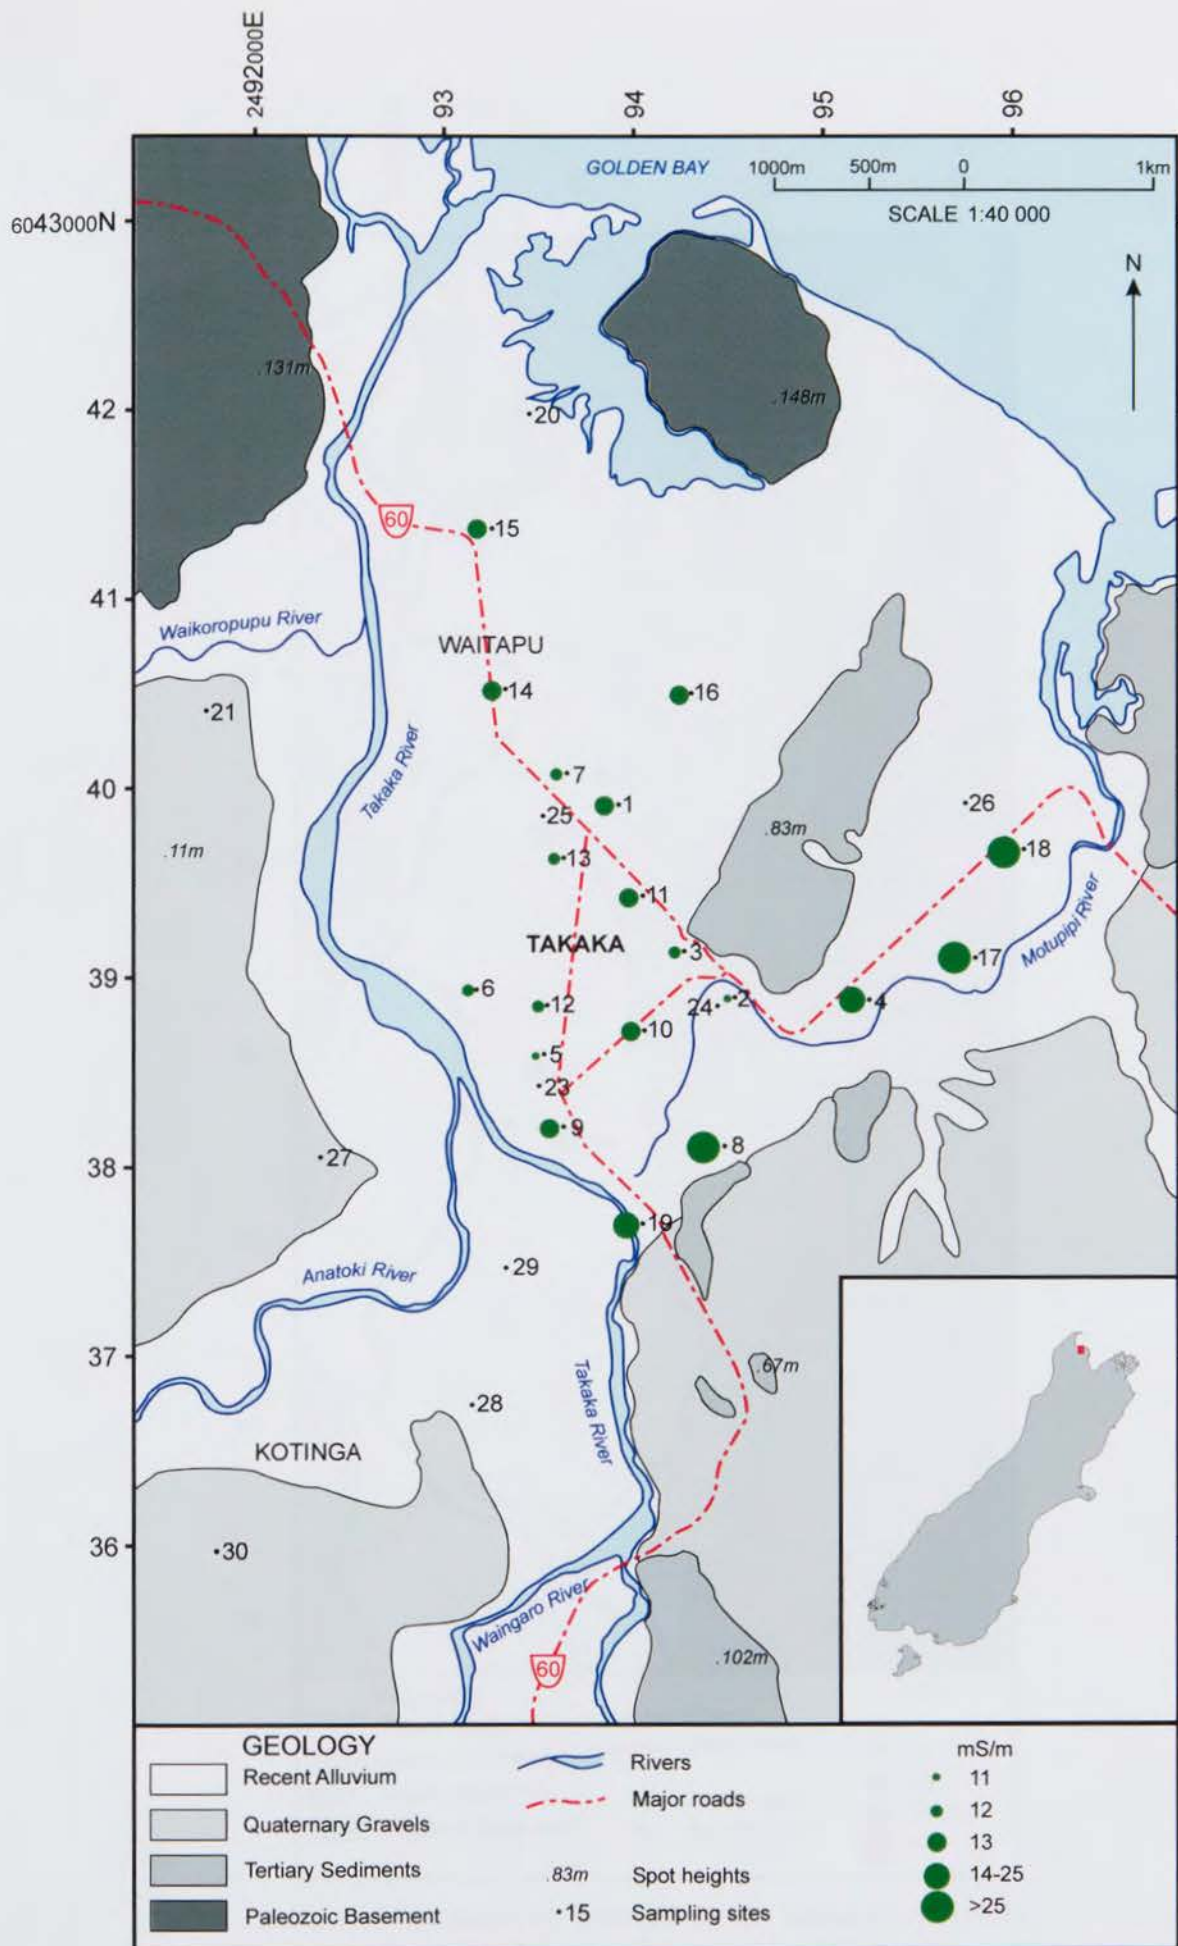 2492000E
93
94
95
96
GOLDEN BAY
1000m 500m 0 1km
SCALE 1:40 000
6043000N
N
.131m
.148m
42
•20
60
•15
41
Waikoropupu River
WAITAPU
•14
•16
•21
Takaka River
•7
40
•1
•26
25
.83m
.11m
•13
•18
•11
TAKAKA
•3
•17
Motupipi River
39
•6
24
•2
•4
•12
•10
•5
•23
•9
•8
38
•27
•19
•29
Anatoki River
37
.67m
Takaka River
•28
KOTINGA
36
•30
Waingaro River
.102m
60
GEOLOGY
Recent Alluvium
Quaternary Gravels
Tertiary Sediments
Paleozoic Basement
Rivers
Major roads
.83m Spot heights
•15 Sampling sites
mS/m
11
12
13
14-25
>25